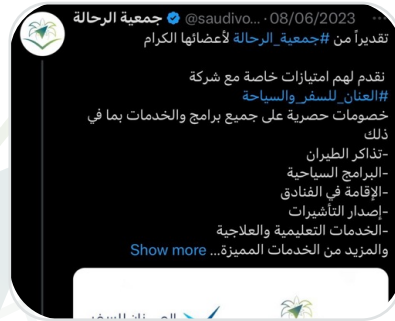 جمعية الرحالة @saudivo... · 08/06/2023 ...
تقديراً من #جمعية_الرحالة لأعضائها الكرام
نقدم لهم امتيازات خاصة مع شركة
#العنان_للسفر_والسياحة
خصومات حصرية على جميع برامج والخدمات بما في
ذلك
-تذاكر الطيران
-البرامج السياحية
-الإقامة في الفنادق
-إصدار التأشيرات
-الخدمات التعليمية والعلاجية
والمزيد من الخدمات المميزة... Show more